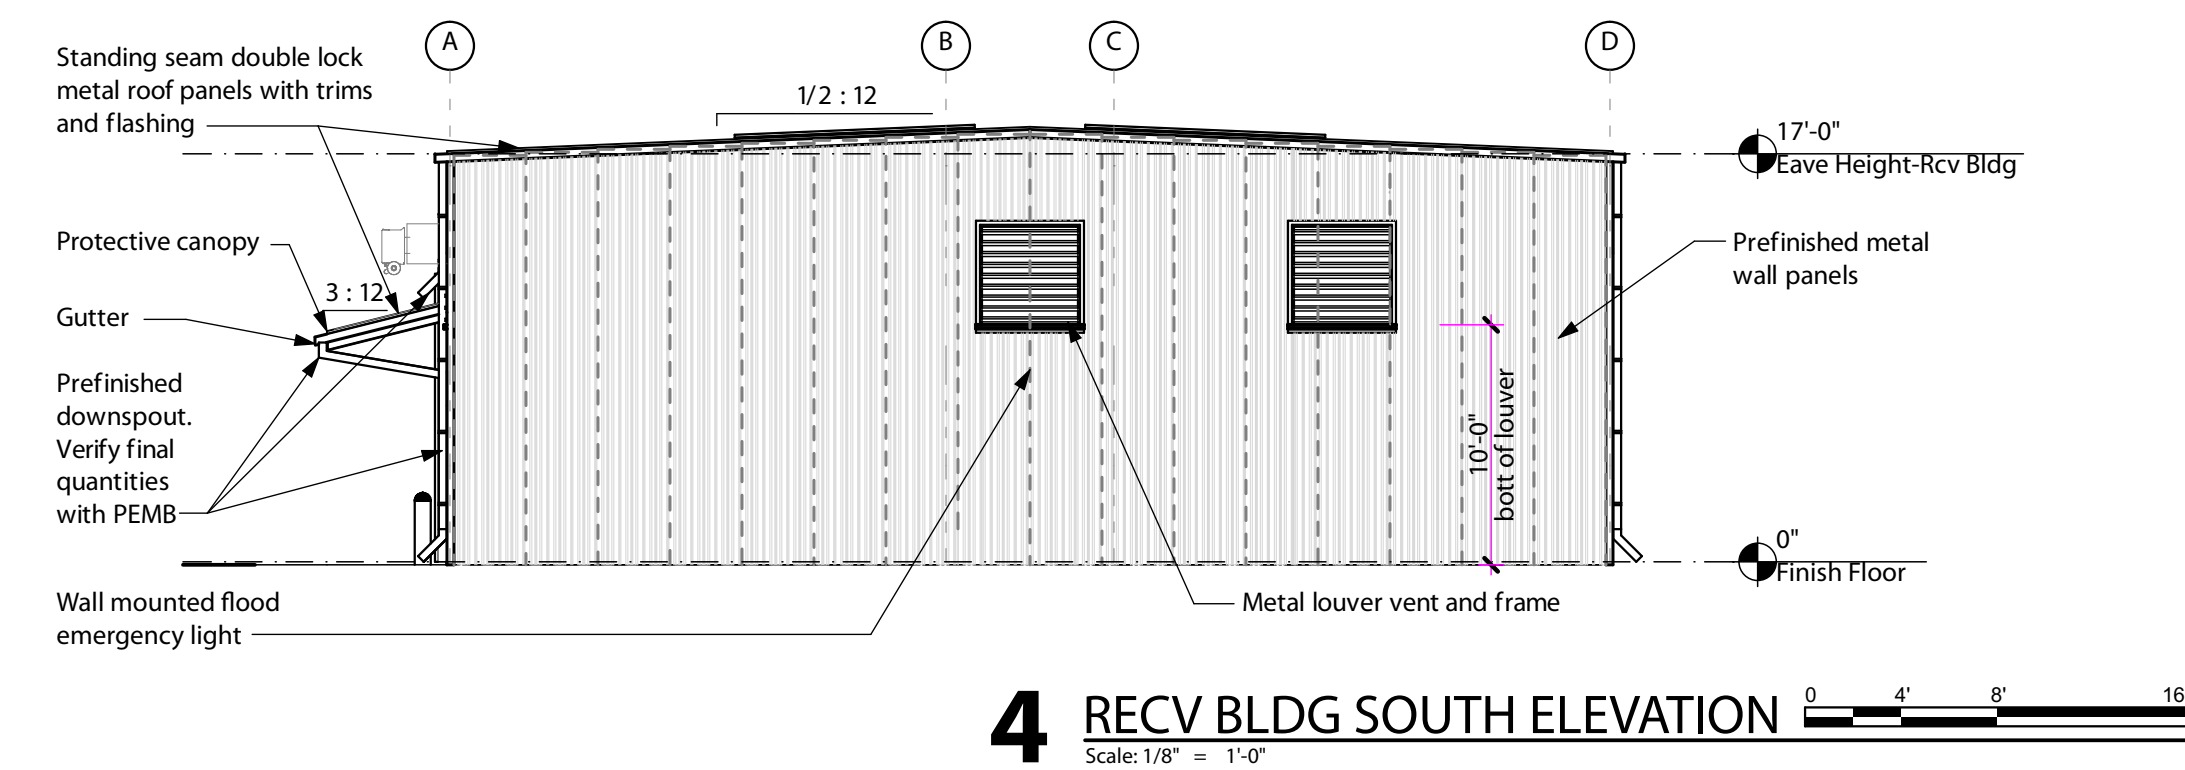 A
B
C
D
Standing seam double lock
metal roof panels with trims
and flashing
1/2 : 12
17'-0"
Eave Height-Rcv Bldg
Protective canopy
Prefinished metal
wall panels
3 : 12
Gutter
Prefinished
downspout.
Verify final
quantities
with PEMB
10'-0"
bott of louver
0"
Finish Floor
Wall mounted flood
emergency light
Metal louver vent and frame
4
RECV BLDG SOUTH ELEVATION
0 4' 8' 16
Scale: 1/8" = 1'-0"